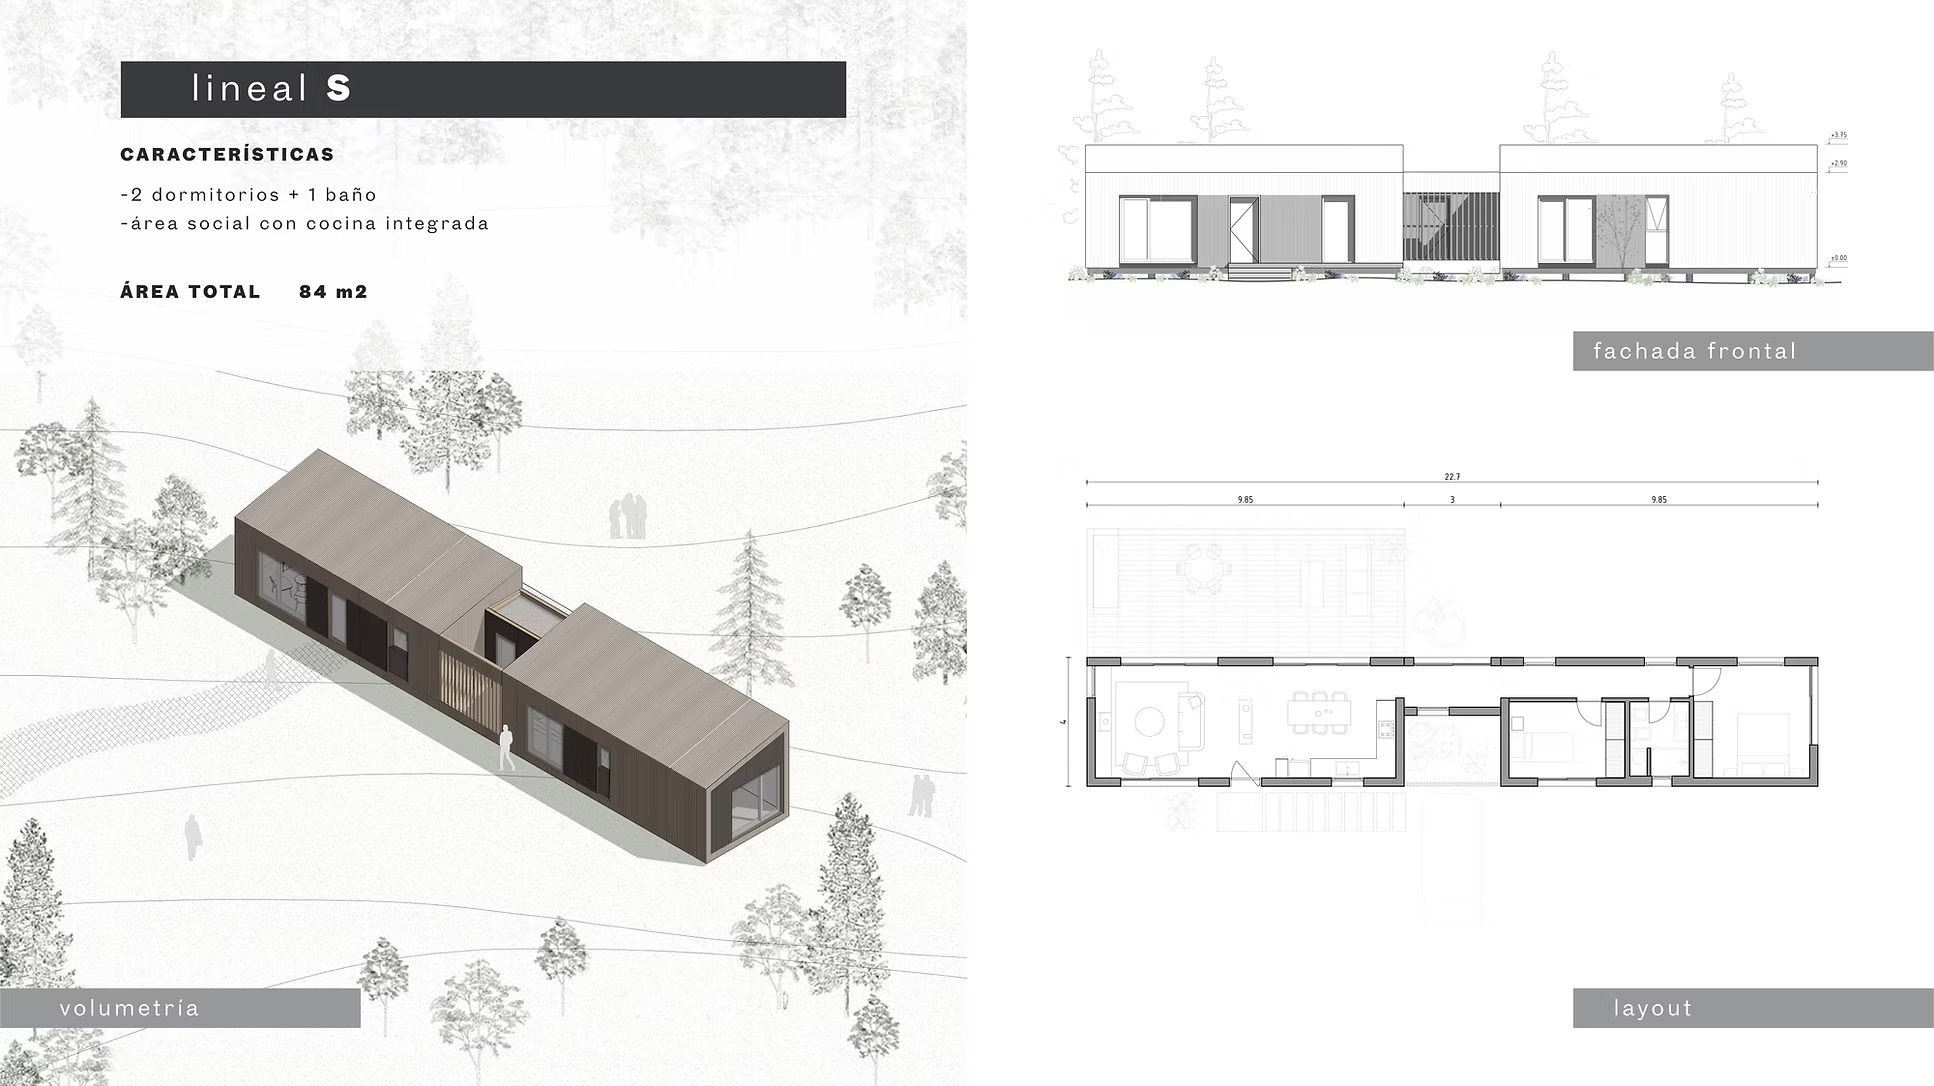 lineal S
CARACTERÍSTICAS
-2 dormitorios + 1 baño
-área social con cocina integrada
ÁREA TOTAL 84 m2
volumetría
+3.75
+2.90
±0.00
fachada frontal
22.7
9.85 3 9.85
4
layout